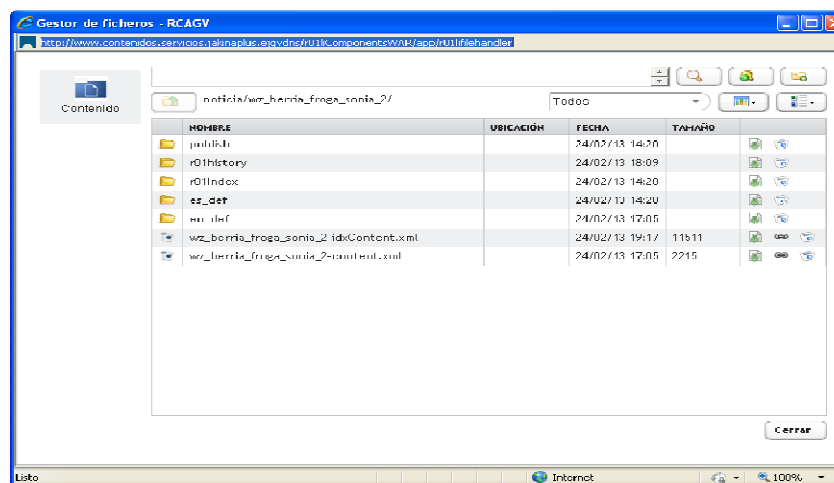 Gestor de ficheros - RCAGV
http://www.contenidos.servicios.jakinaplus.ejgvdns/r01kComponentsWAR/app/r01lifilehandler
Contenido
noticia/wz_berria_froga_sonia_2/ Todos
NOMBRE UBICACIÓN FECHA TAMAÑO
publish 24/02/13 14:20
r01history 24/02/13 18:09
r01Index 24/02/13 14:20
es_def 24/02/13 14:20
eu_def 24/02/13 17:05
wz_berria_froga_sonia_2-idxContent.xml 24/02/13 19:17 11511
wz_berria_froga_sonia_2-content.xml 24/02/13 17:05 2215
Cerrar
Listo Internet 100%